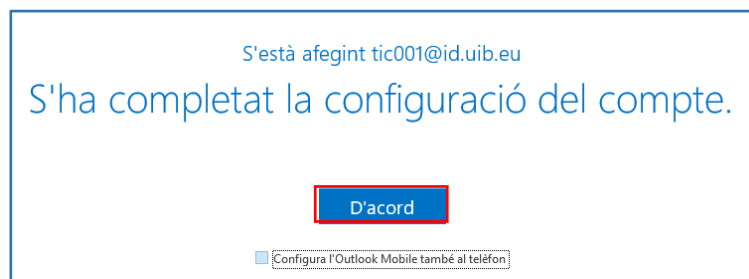 S'està afegint tic001@id.uib.eu
S'ha completat la configuració del compte.
D'acord
Configura l'Outlook Mobile també al telèfon